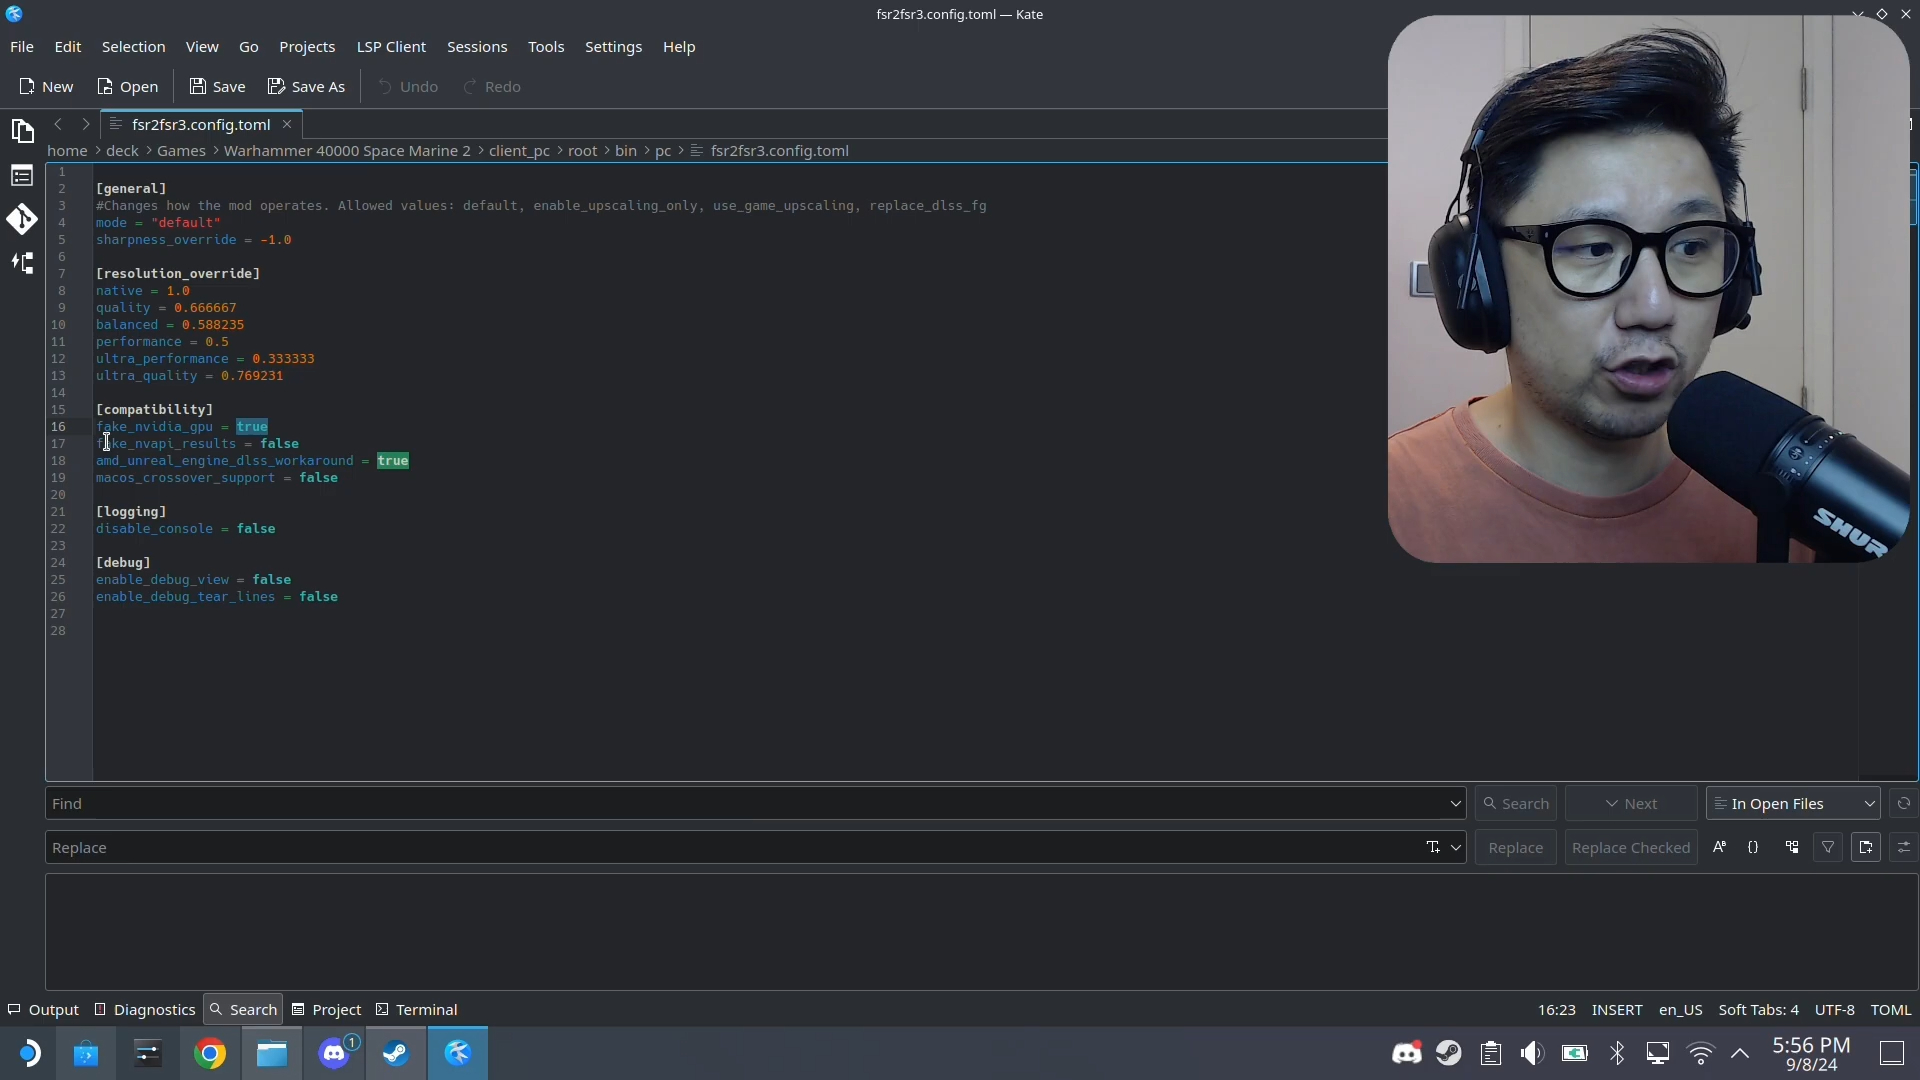 fsr2fsr3.config.toml — Kate
File Edit Selection View Go Projects LSP Client Sessions Tools Settings Help
New Open Save Save As Undo Redo
fsr2fsr3.config.toml
home > deck > Games > Warhammer 40000 Space Marine 2 > client_pc > root > bin > pc > fsr2fsr3.config.toml
1
2 [general]
3 #Changes how the mod operates. Allowed values: default, enable_upscaling_only, use_game_upscaling, replace_dlss_fg
4 mode = "default"
5 sharpness_override = -1.0
6
7 [resolution_override]
8 native = 1.0
9 quality = 0.666667
10 balanced = 0.588235
11 performance = 0.5
12 ultra_performance = 0.333333
13 ultra_quality = 0.769231
14
15 [compatibility]
16 fake_nvidia_gpu = true
17 fake_nvapi_results = false
18 amd_unreal_engine_dlss_workaround = true
19 macos_crossover_support = false
20
21 [logging]
22 disable_console = false
23
24 [debug]
25 enable_debug_view = false
26 enable_debug_tear_lines = false
27
28
SHURE
Find Search Next In Open Files
Replace Replace Replace Checked
Output Diagnostics Search Project Terminal 16:23 INSERT en_US Soft Tabs: 4 UTF-8 TOML
1
5:56 PM
9/8/24